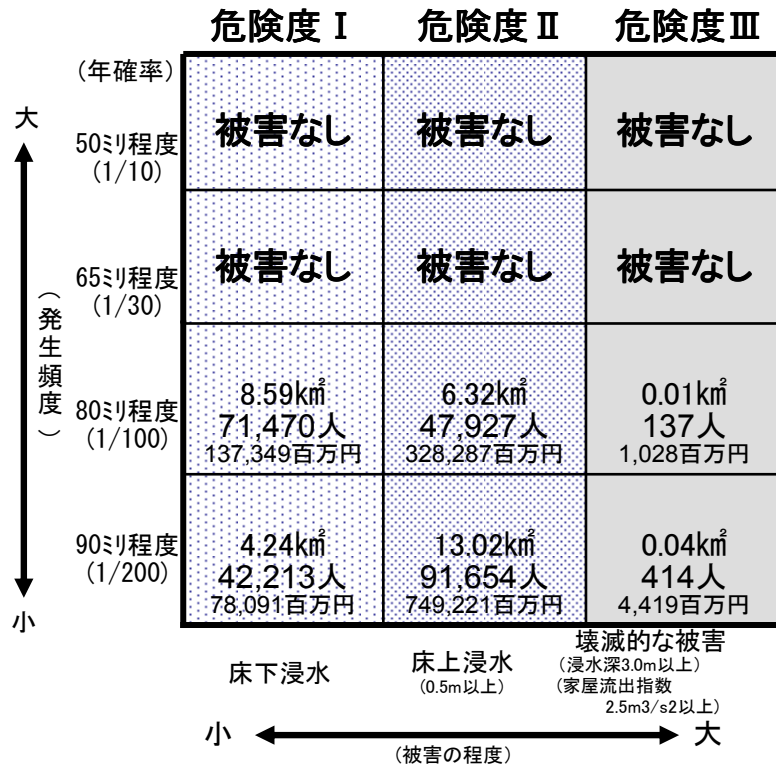 危険度Ⅰ 危険度Ⅱ 危険度Ⅲ
(年確率)
大
50ミリ程度
(1/10)
被害なし 被害なし 被害なし
65ミリ程度
(1/30)
被害なし 被害なし 被害なし
(発生頻度)
80ミリ程度
(1/100)
8.59k㎡ 6.32k㎡ 0.01k㎡
71,470人 47,927人 137人
137,349百万円 328,287百万円 1,028百万円
90ミリ程度
(1/200)
4.24k㎡ 13.02k㎡ 0.04k㎡
42,213人 91,654人 414人
78,091百万円 749,221百万円 4,419百万円
小
床下浸水
床上浸水
(0.5m以上)
壊滅的な被害
(浸水深3.0m以上)
(家屋流出指数
2.5m3/s2以上)
小 大
(被害の程度)